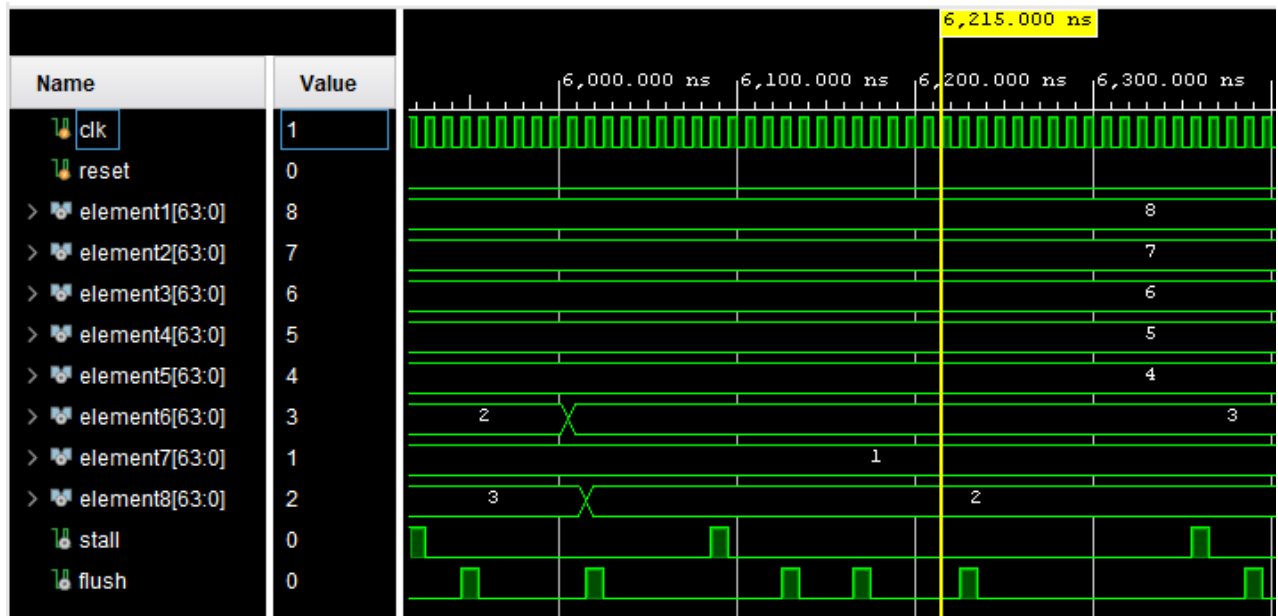 6,215.000 ns
Name Value
6,000.000 ns 6,100.000 ns 6,200.000 ns 6,300.000 ns
clk 1
reset 0
element1[63:0] 8 8
element2[63:0] 7 7
element3[63:0] 6 6
element4[63:0] 5 5
element5[63:0] 4 4
element6[63:0] 3 2 3
element7[63:0] 1 1
element8[63:0] 2 3 2
stall 0
flush 0